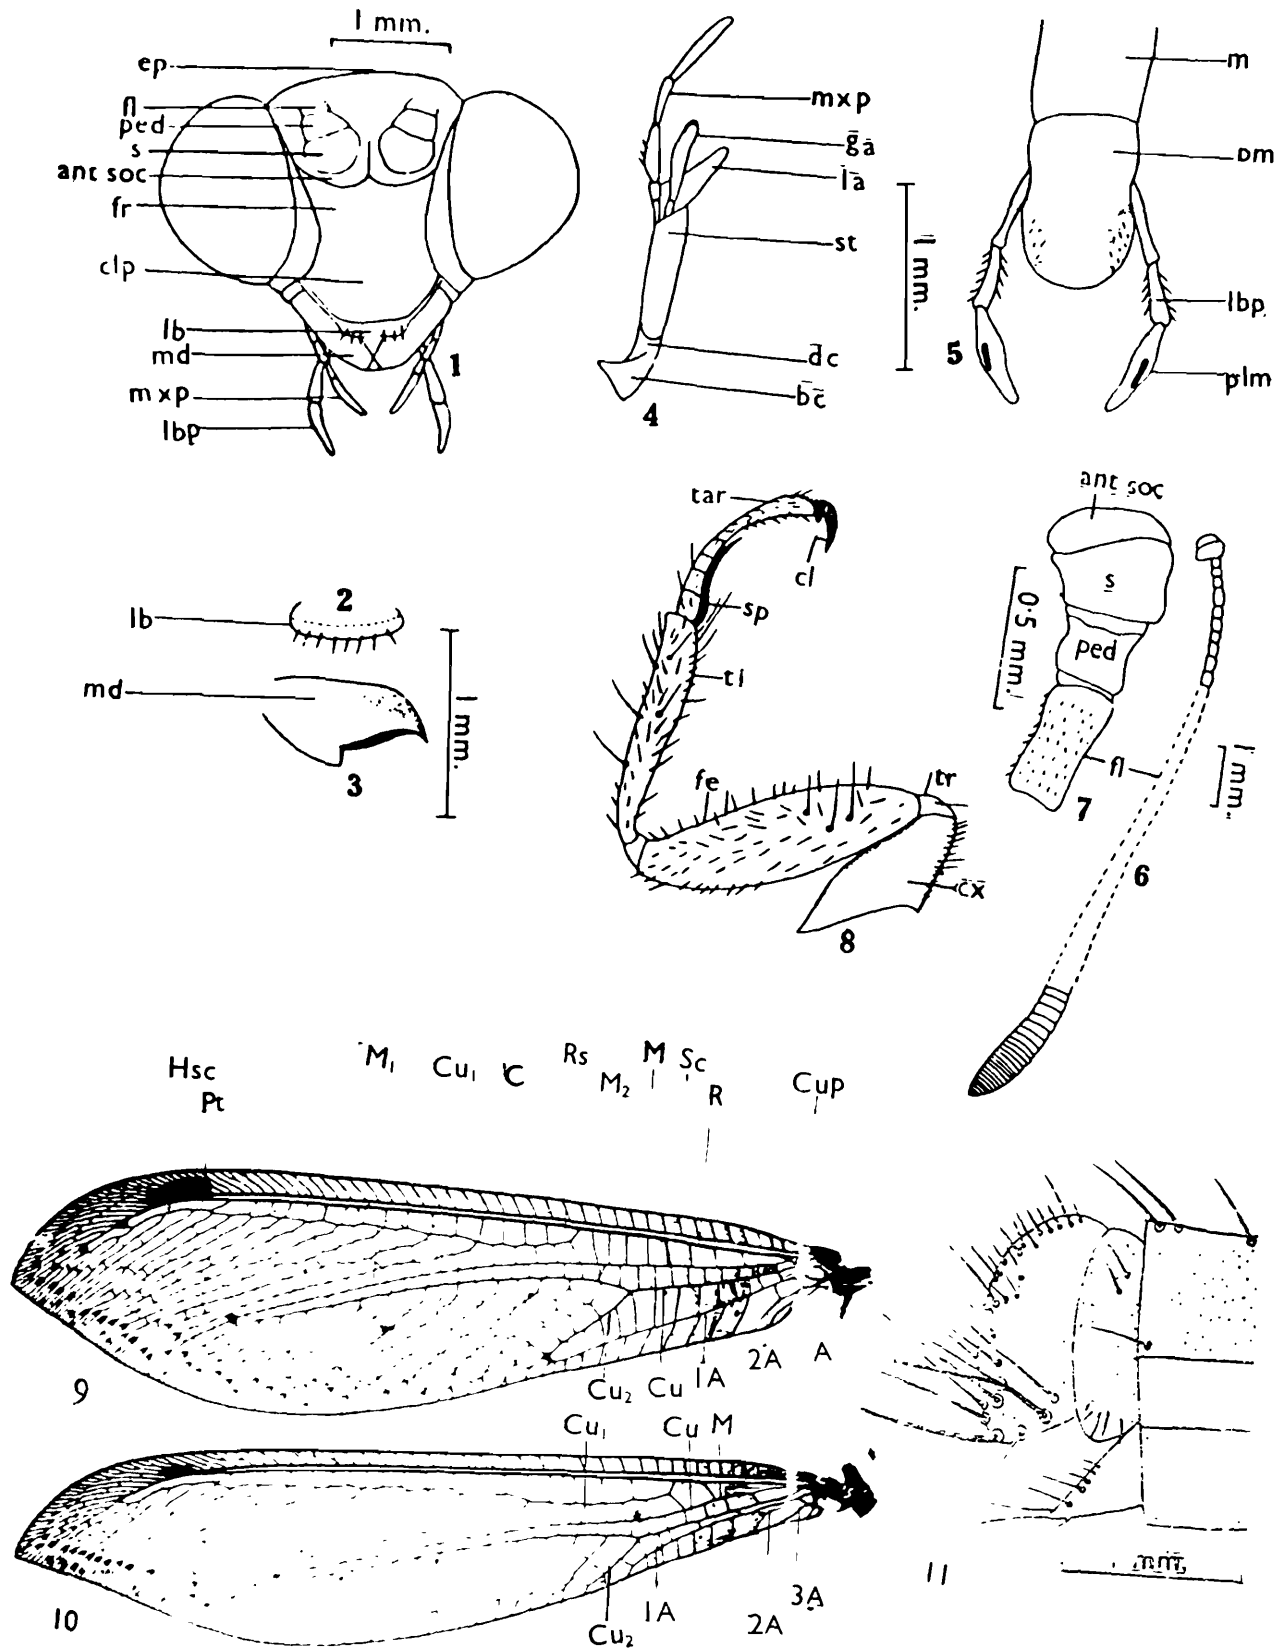 1 mm.
ep
fl
ped
s
ant soc
fr
clp
lb
md
mxp
lbp
1
mxp
ga
la
st
dc
bc
4
1 mm.
m
pm
lbp
plm
5
lb
2
md
3
1 mm.
tar
cl
sp
ti
fe
tr
cx
8
ant soc
s
ped
0.5 mm.
fl
7
1 mm.
6
Hsc
Pt
M1
Cu1
C
Rs
M2
M
Sc
R
CuP
9
Cu2
Cu
1A
2A
A
Cu1
Cu
M
10
Cu2
1A
2A
3A
11
mm.